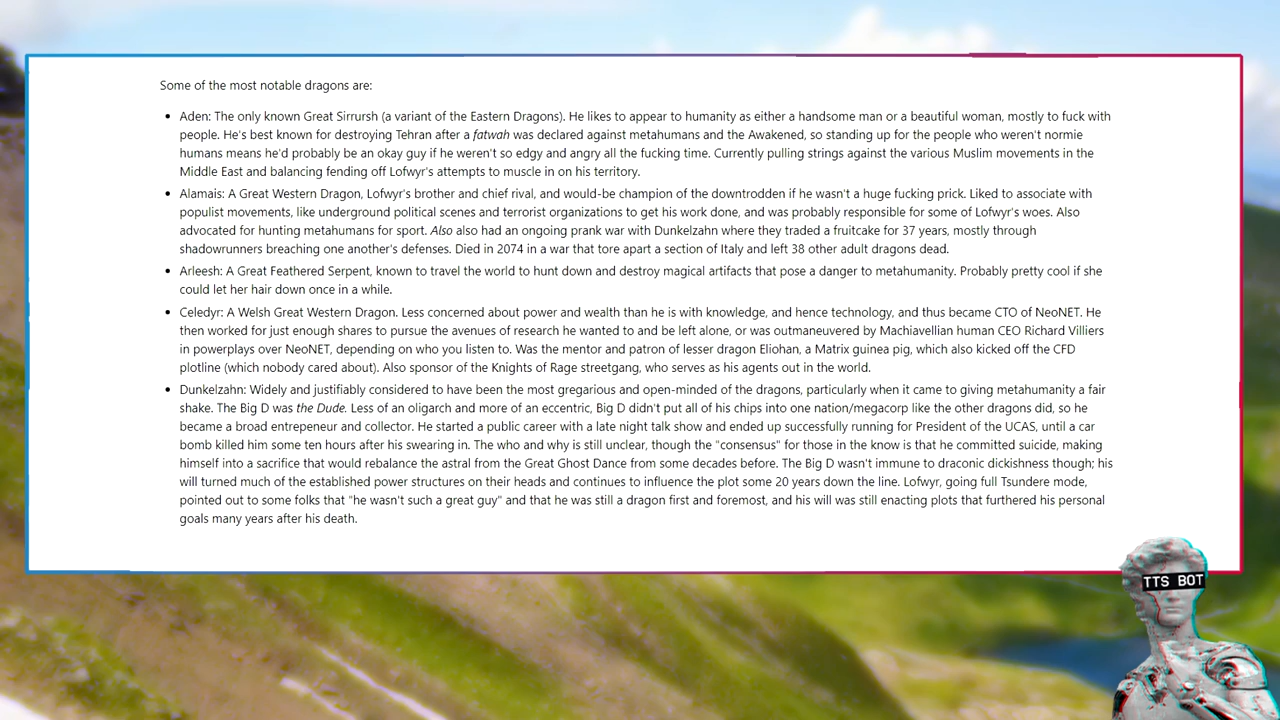 Some of the most notable dragons are:
• Aden: The only known Great Sirrursh (a variant of the Eastern Dragons). He likes to appear to humanity as either a handsome man or a beautiful woman, mostly to fuck with
people. He's best known for destroying Tehran after a fatwah was declared against metahumans and the Awakened, so standing up for the people who weren't normie
humans means he'd probably be an okay guy if he weren't so edgy and angry all the fucking time. Currently pulling strings against the various Muslim movements in the
Middle East and balancing fending off Lofwyr's attempts to muscle in on his territory.
• Alamais: A Great Western Dragon, Lofwyr's brother and chief rival, and would-be champion of the downtrodden if he wasn't a huge fucking prick. Liked to associate with
populist movements, like underground political scenes and terrorist organizations to get his work done, and was probably responsible for some of Lofwyr's woes. Also
advocated for hunting metahumans for sport. Also also had an ongoing prank war with Dunkelzahn where they traded a fruitcake for 37 years, mostly through
shadowrunners breaching one another's defenses. Died in 2074 in a war that tore apart a section of Italy and left 38 other adult dragons dead.
• Arleesh: A Great Feathered Serpent, known to travel the world to hunt down and destroy magical artifacts that pose a danger to metahumanity. Probably pretty cool if she
could let her hair down once in a while.
• Celedyr: A Welsh Great Western Dragon. Less concerned about power and wealth than he is with knowledge, and hence technology, and thus became CTO of NeoNET. He
then worked for just enough shares to pursue the avenues of research he wanted to and be left alone, or was outmaneuvered by Machiavellian human CEO Richard Villiers
in powerplays over NeoNET, depending on who you listen to. Was the mentor and patron of lesser dragon Eliohan, a Matrix guinea pig, which also kicked off the CFD
plotline (which nobody cared about). Also sponsor of the Knights of Rage streetgang, who serves as his agents out in the world.
• Dunkelzahn: Widely and justifiably considered to have been the most gregarious and open-minded of the dragons, particularly when it came to giving metahumanity a fair
shake. The Big D was the Dude. Less of an oligarch and more of an eccentric, Big D didn't put all of his chips into one nation/megacorp like the other dragons did, so he
became a broad entrepeneur and collector. He started a public career with a late night talk show and ended up successfully running for President of the UCAS, until a car
bomb killed him some ten hours after his swearing in. The who and why is still unclear, though the "consensus" for those in the know is that he committed suicide, making
himself into a sacrifice that would rebalance the astral from the Great Ghost Dance from some decades before. The Big D wasn't immune to draconic dickishness though; his
will turned much of the established power structures on their heads and continues to influence the plot some 20 years down the line. Lofwyr, going full Tsundere mode,
pointed out to some folks that "he wasn't such a great guy" and that he was still a dragon first and foremost, and his will was still enacting plots that furthered his personal
goals many years after his death.
TTS BOT